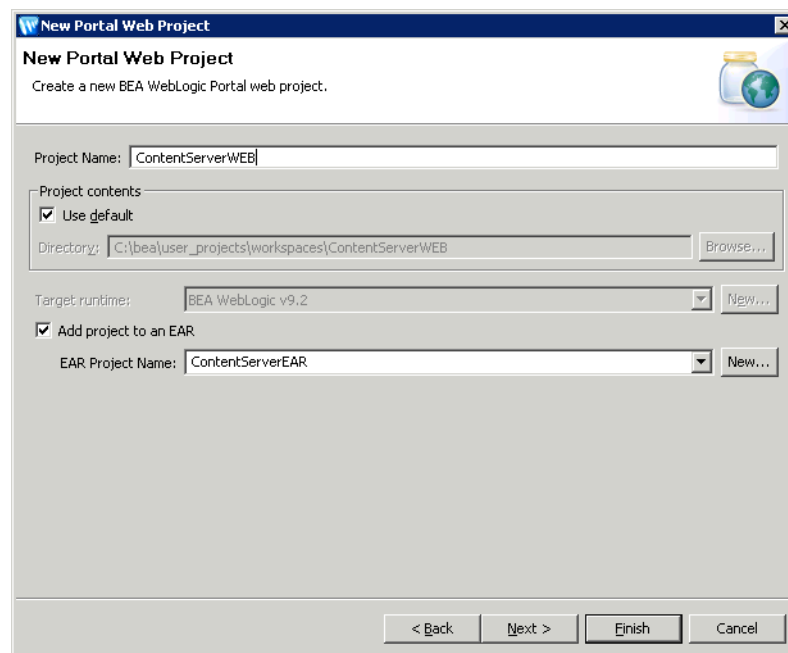 New Portal Web Project
New Portal Web Project
Create a new BEA WebLogic Portal web project.
Project Name: ContentServerWEB
Project contents
Use default
Directory: C:\bea\user_projects\workspaces\ContentServerWEB Browse...
Target runtime: BEA WebLogic v9.2 New...
Add project to an EAR
EAR Project Name: ContentServerEAR New...
< Back Next > Finish Cancel